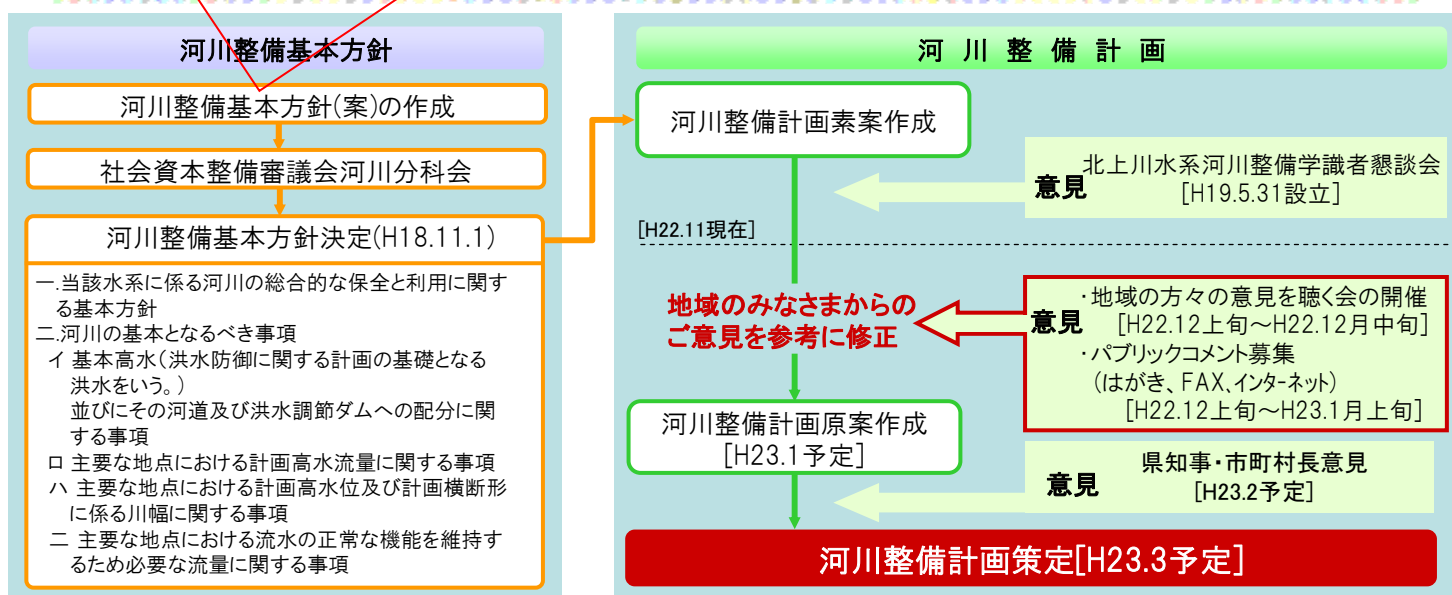 河川整備基本方針
河川整備基本方針(案)の作成
社会資本整備審議会河川分科会
河川整備基本方針決定(H18.11.1)
一.当該水系に係る河川の総合的な保全と利用に関す
る基本方針
二.河川の基本となるべき事項
イ 基本高水(洪水防御に関する計画の基礎となる
洪水をいう。)
並びにその河道及び洪水調節ダムへの配分に関
する事項
ロ 主要な地点における計画高水流量に関する事項
ハ 主要な地点における計画高水位及び計画横断形
に係る川幅に関する事項
ニ 主要な地点における流水の正常な機能を維持す
るため必要な流量に関する事項
河川整備計画
河川整備計画素案作成
意見
北上川水系河川整備学識者懇談会
[H19.5.31設立]
[H22.11現在]
地域のみなさまからの
ご意見を参考に修正
意見
・地域の方々の意見を聴く会の開催
[H22.12上旬~H22.12月中旬]
・パブリックコメント募集
(はがき、FAX、インターネット)
[H22.12上旬~H23.1月上旬]
河川整備計画原案作成
[H23.1予定]
意見
県知事・市町村長意見
[H23.2予定]
河川整備計画策定[H23.3予定]